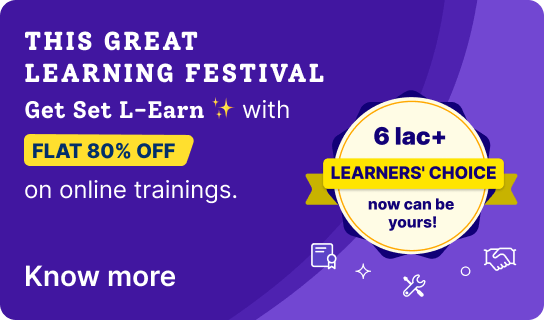 THIS GREAT
LEARNING FESTIVAL
Get Set L-Earn ✨ with
FLAT 80% OFF
on online trainings.
Know more
6 lac+
LEARNERS' CHOICE
now can be
yours!